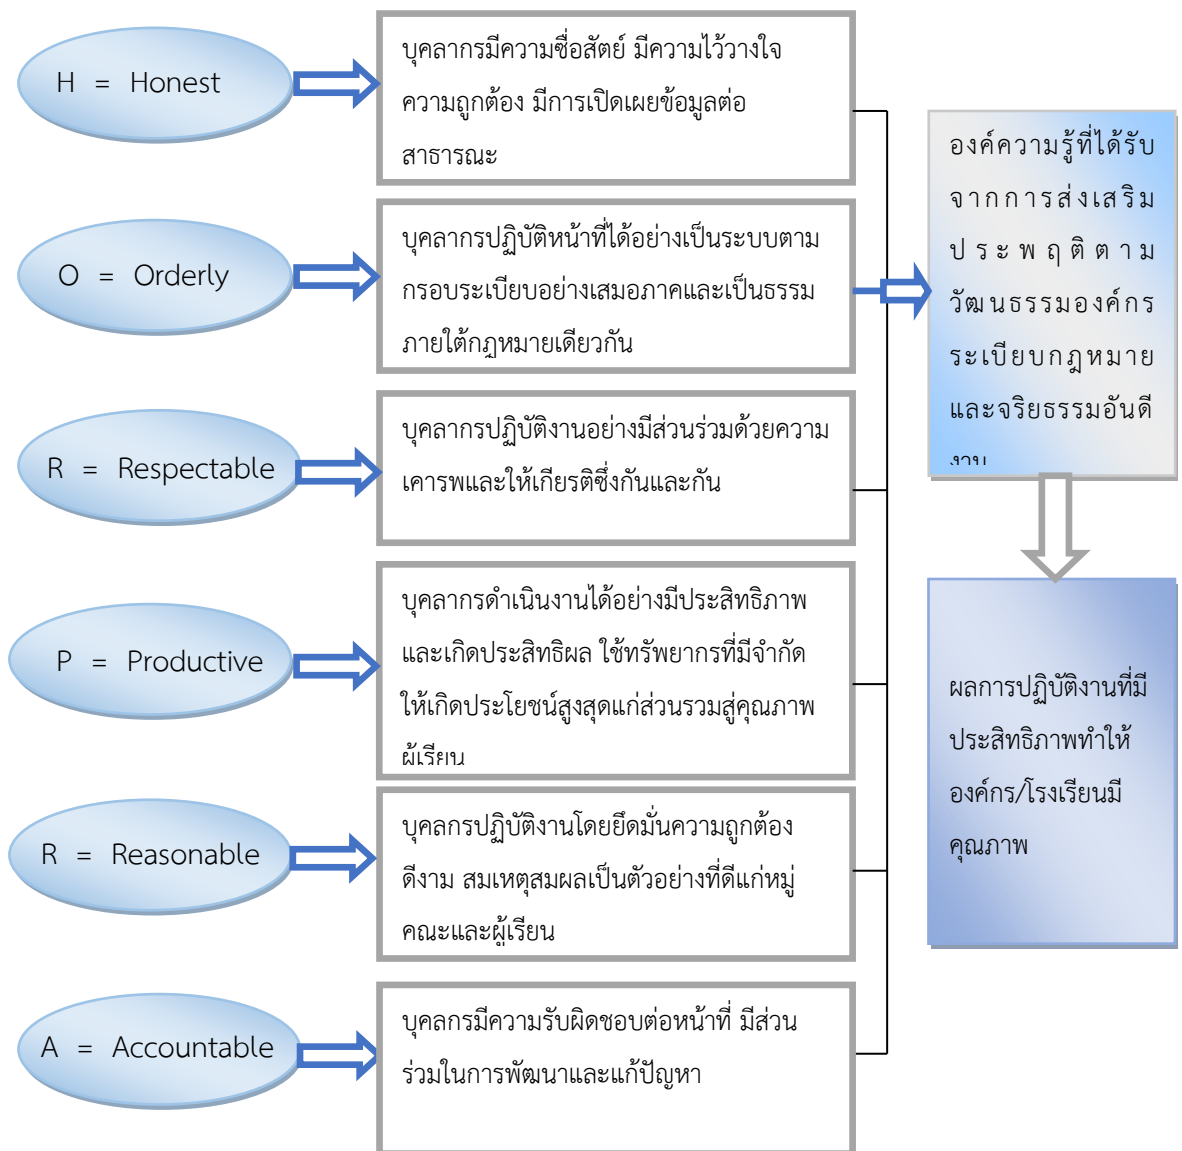 H = Honest
บุคลากรมีความซื่อสัตย์ มีความไว้วางใจ
ความถูกต้อง มีการเปิดเผยข้อมูลต่อ
สาธารณะ
O = Orderly
บุคลากรปฏิบัติหน้าที่ได้อย่างเป็นระบบตาม
กรอบระเบียบอย่างเสมอภาคและเป็นธรรม
ภายใต้กฎหมายเดียวกัน
R = Respectable
บุคลากรปฏิบัติงานอย่างมีส่วนร่วมด้วยความ
เคารพและให้เกียรติซึ่งกันและกัน
P = Productive
บุคลากรดำเนินงานได้อย่างมีประสิทธิภาพ
และเกิดประสิทธิผล ใช้ทรัพยากรที่มีจำกัด
ให้เกิดประโยชน์สูงสุดแก่ส่วนรวมสู่คุณภาพ
ผู้เรียน
R = Reasonable
บุคลกรปฏิบัติงานโดยยึดมั่นความถูกต้อง
ดีงาม สมเหตุสมผลเป็นตัวอย่างที่ดีแก่หมู่
คณะและผู้เรียน
A = Accountable
บุคลกรมีความรับผิดชอบต่อหน้าที่ มีส่วน
ร่วมในการพัฒนาและแก้ปัญหา
องค์ความรู้ที่ได้รับ
จากการส่งเสริม
ประพฤติตาม
วัฒนธรรมองค์กร
ระเบียบกฎหมาย
และจริยธรรมอันดี
งาม
ผลการปฏิบัติงานที่มี
ประสิทธิภาพทำให้
องค์กร/โรงเรียนมี
คุณภาพ